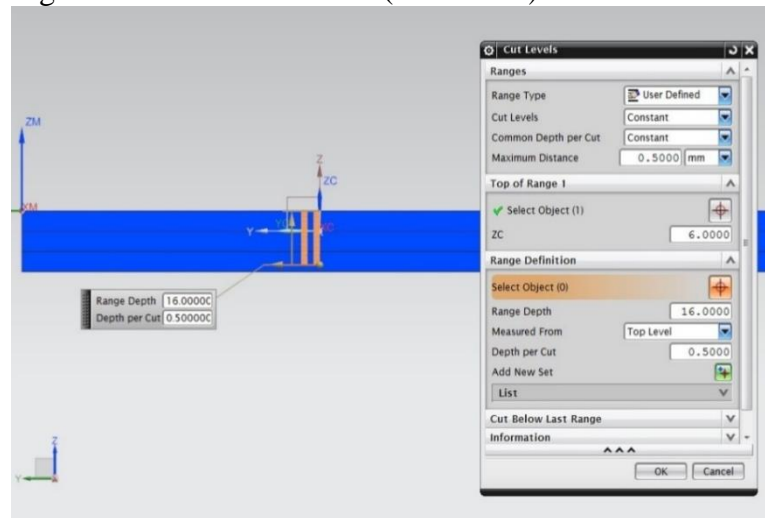 Cut Levels
Ranges
Range Type User Defined
Cut Levels Constant
Common Depth per Cut Constant
Maximum Distance 0.5000 mm
Top of Range 1
Select Object (1)
ZC 6.0000
Range Definition
Select Object (0)
Range Depth 16.0000
Measured From Top Level
Depth per Cut 0.5000
Add New Set
List
Cut Below Last Range
Information
OK Cancel
ZM
XM
Z
ZC
Y
XC
Range Depth 16.0000C
Depth per Cut 0.50000C
Z
Y